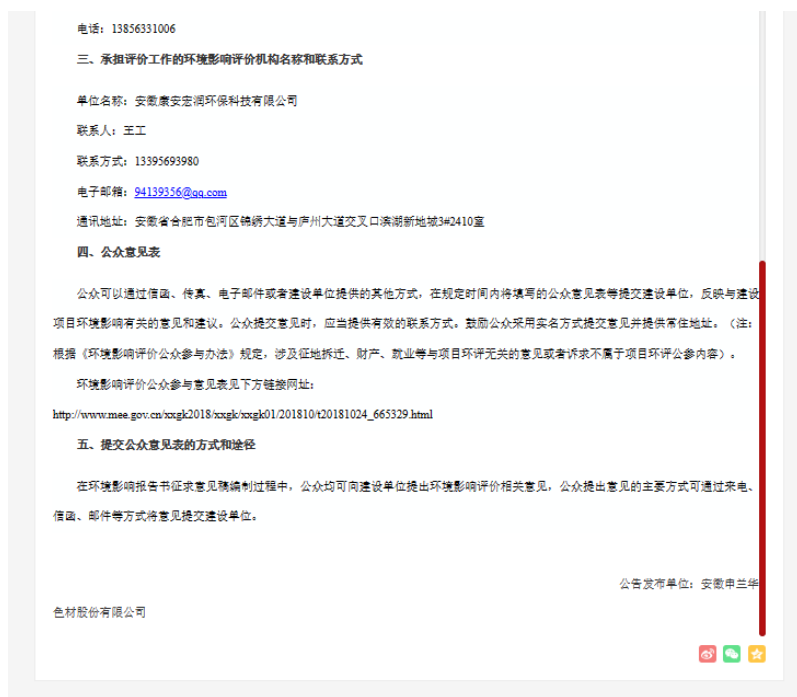 电话：13856331006
三、承担评价工作的环境影响评价机构名称和联系方式
单位名称：安徽康安宏润环保科技有限公司
联系人：王工
联系方式：13395693980
电子邮箱：94139356@qq.com
通讯地址：安徽省合肥市包河区锦绣大道与庐州大道交叉口滨湖新地城3#2410室
四、公众意见表
公众可以通过信函、传真、电子邮件或者建设单位提供的其他方式，在规定时间内将填写的公众意见表等提交建设单位，反映与建设
项目环境影响有关的意见和建议。公众提交意见时，应当提供有效的联系方式。鼓励公众采用实名方式提交意见并提供常住地址。（注：
根据《环境影响评价公众参与办法》规定，涉及征地拆迁、财产、就业等与项目环评无关的意见或者诉求不属于项目环评公参内容）。
环境影响评价公众参与意见表见下方链接网址：
http://www.mee.gov.cn/xxgk2018/xxgk/xxgk01/201810/t20181024_665329.html
五、提交公众意见表的方式和途径
在环境影响报告书征求意见稿编制过程中，公众均可向建设单位提出环境影响评价相关意见，公众提出意见的主要方式可通过来电、
信函、邮件等方式将意见提交建设单位。
公告发布单位：安徽申兰华
色材股份有限公司